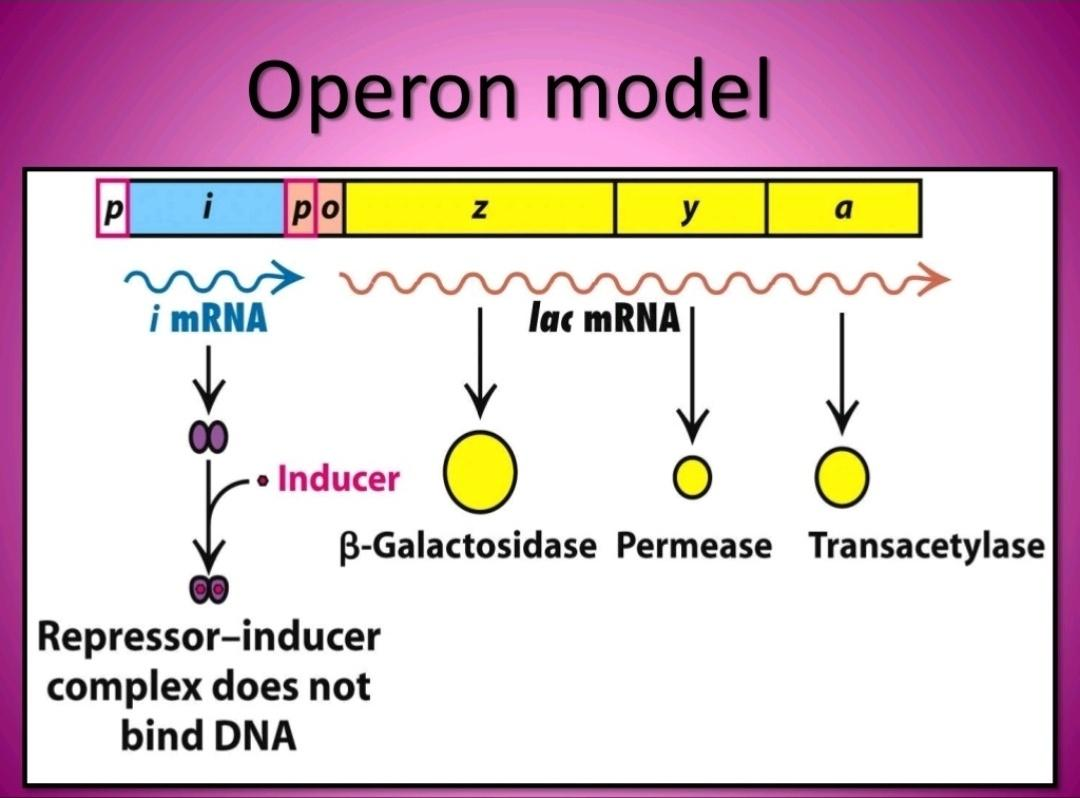 Operon model
p i p o z y a
i mRNA
lac mRNA
Inducer
β-Galactosidase Permease Transacetylase
Repressor–inducer
complex does not
bind DNA